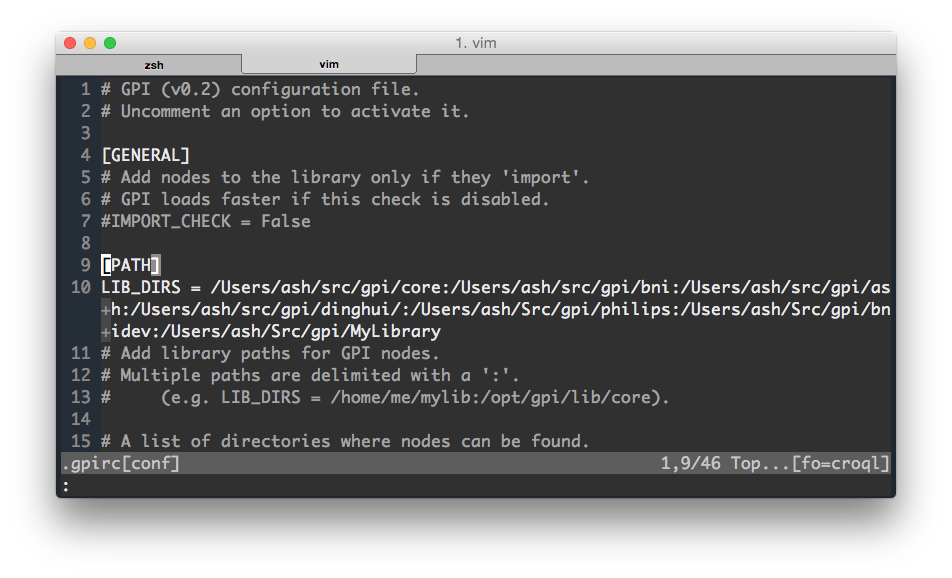 1. vim
zsh vim
1 # GPI (v0.2) configuration file.
2 # Uncomment an option to activate it.
3
4 [GENERAL]
5 # Add nodes to the library only if they 'import'.
6 # GPI loads faster if this check is disabled.
7 #IMPORT_CHECK = False
8
9 [PATH]
10 LIB_DIRS = /Users/ash/src/gpi/core:/Users/ash/src/gpi/bni:/Users/ash/src/gpi/as
+h:/Users/ash/src/gpi/dinghui/:/Users/ash/Src/gpi/philips:/Users/ash/Src/gpi/bn
+idev:/Users/ash/Src/gpi/MyLibrary
11 # Add library paths for GPI nodes.
12 # Multiple paths are delimited with a ':'.
13 #     (e.g. LIB_DIRS = /home/me/mylib:/opt/gpi/lib/core).
14
15 # A list of directories where nodes can be found.
.gpirc[conf] 1,9/46 Top...[fo=croql]
: